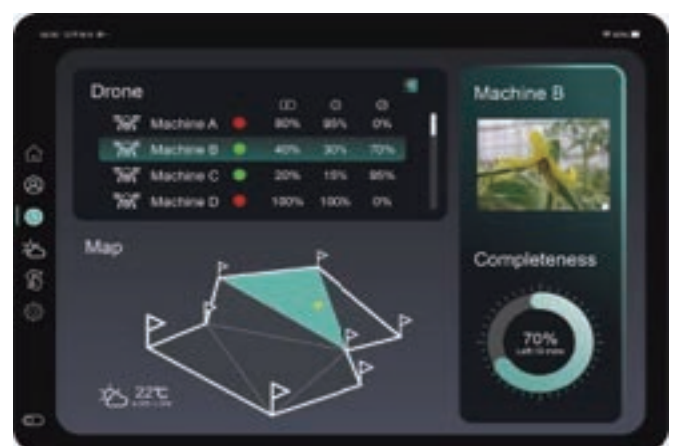 Drone
Machine A 80% 95% 0%
Machine B 40% 30% 70%
Machine C 20% 15% 95%
Machine D 100% 100% 0%
Map
22℃
Machine B
Completeness
70%